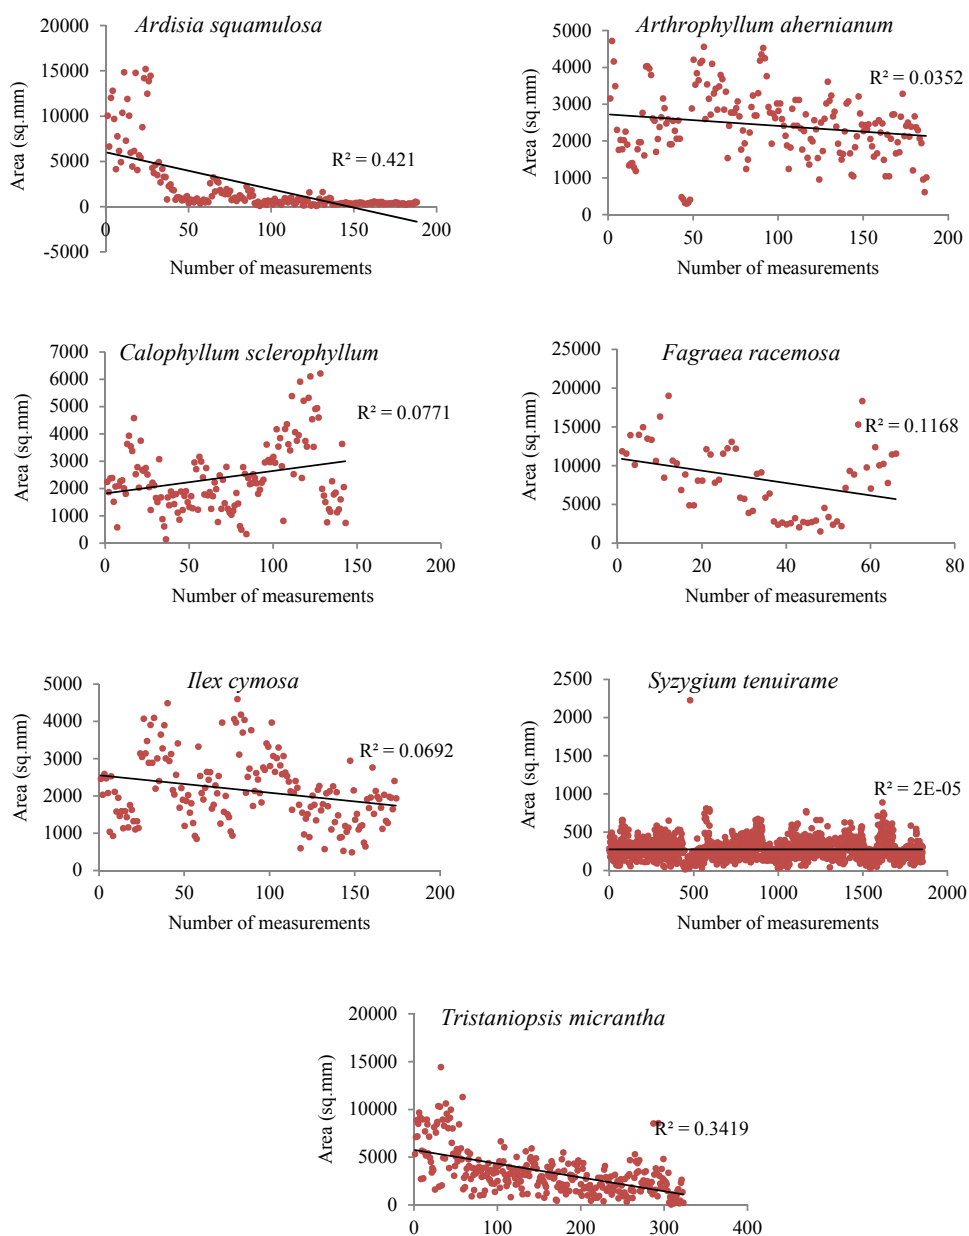 Ardisia squamulosa
20000
15000
10000
5000
0
-5000
Area (sq.mm)
R² = 0.421
0 50 100 150 200
Number of measurements
Arthrophyllum ahernianum
5000
4000
3000
2000
1000
0
Area (sq.mm)
R² = 0.0352
0 50 100 150 200
Number of measurements
Calophyllum sclerophyllum
7000
6000
5000
4000
3000
2000
1000
0
Area (sq.mm)
R² = 0.0771
0 50 100 150 200
Number of measurements
Fagraea racemosa
25000
20000
15000
10000
5000
0
Area (sq.mm)
R² = 0.1168
0 20 40 60 80
Number of measurements
Ilex cymosa
5000
4000
3000
2000
1000
0
Area (sq.mm)
R² = 0.0692
0 50 100 150 200
Number of measurements
Syzygium tenuirame
2500
2000
1500
1000
500
0
Area (sq.mm)
R² = 2E-05
0 500 1000 1500 2000
Number of measurements
Tristaniopsis micrantha
20000
15000
10000
5000
0
Area (sq.mm)
R² = 0.3419
0 100 200 300 400